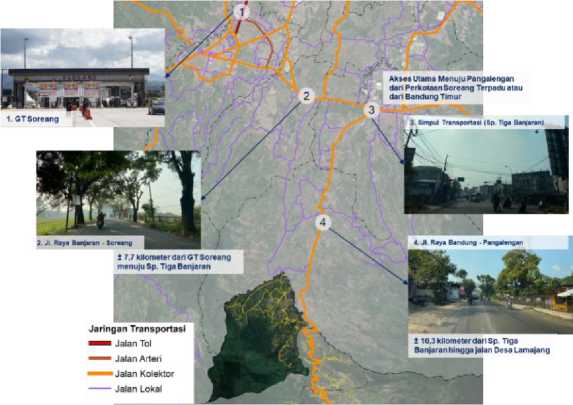 1
2
3
4
1. GT Soreang
Akses Utama Menuju Pangalengan
dari Perkotaan Soreang Terpadu atau
dari Bandung Timur
3. Simpul Transportasi (Sp. Tiga Banjaran)
2. Jl. Raya Banjaran - Soreang
± 7,7 kilometer dari GT Soreang
menuju Sp. Tiga Banjaran
4. Jl. Raya Bandung - Pangalengan
± 10,3 kilometer dari Sp. Tiga
Banjaran hingga jalan Desa Lamajang
Jaringan Transportasi
Jalan Tol
Jalan Arteri
Jalan Kolektor
Jalan Lokal